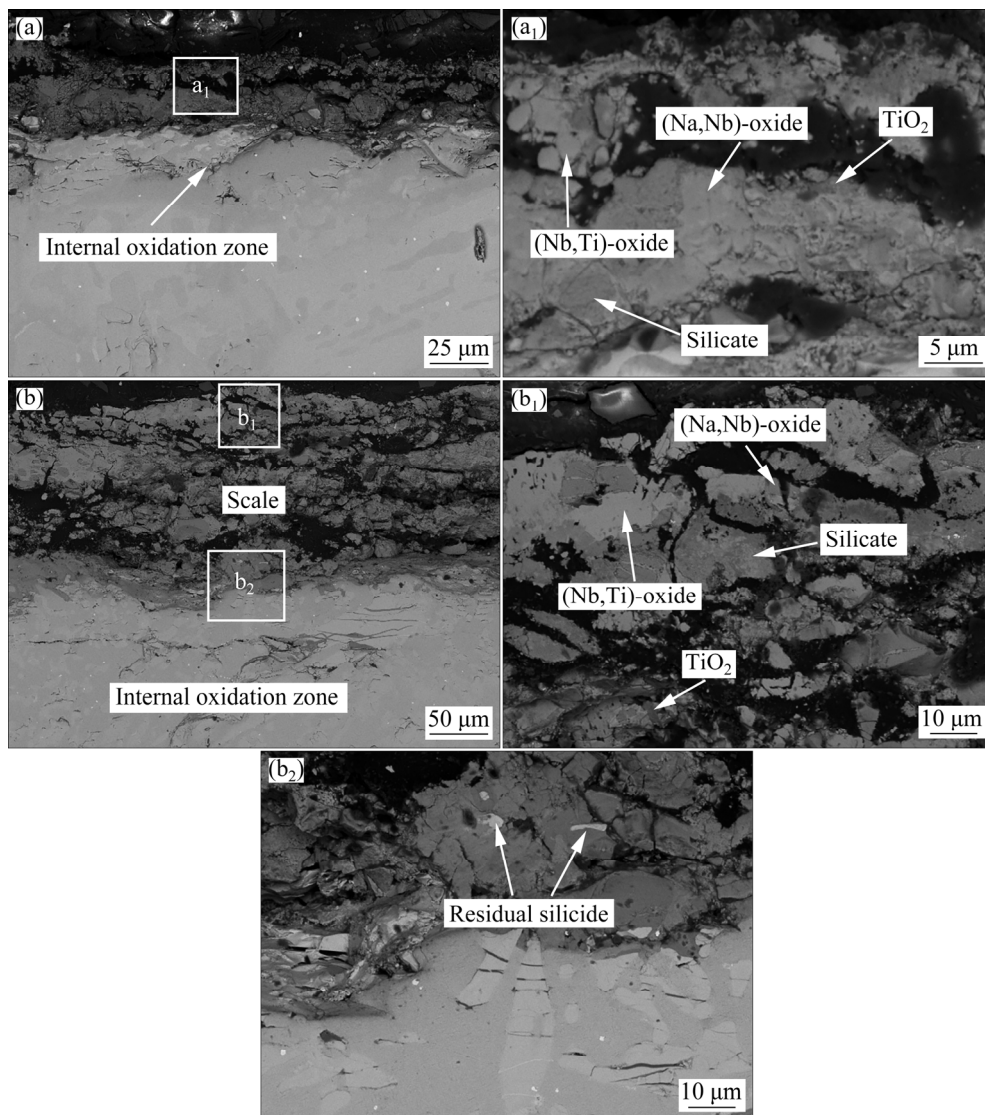 (a)
a₁
Internal oxidation zone
25 μm
(a₁)
(Na,Nb)-oxide
TiO₂
(Nb,Ti)-oxide
Silicate
5 μm
(b)
b₁
Scale
b₂
Internal oxidation zone
50 μm
(b₁)
(Na,Nb)-oxide
Silicate
(Nb,Ti)-oxide
TiO₂
10 μm
(b₂)
Residual silicide
10 μm